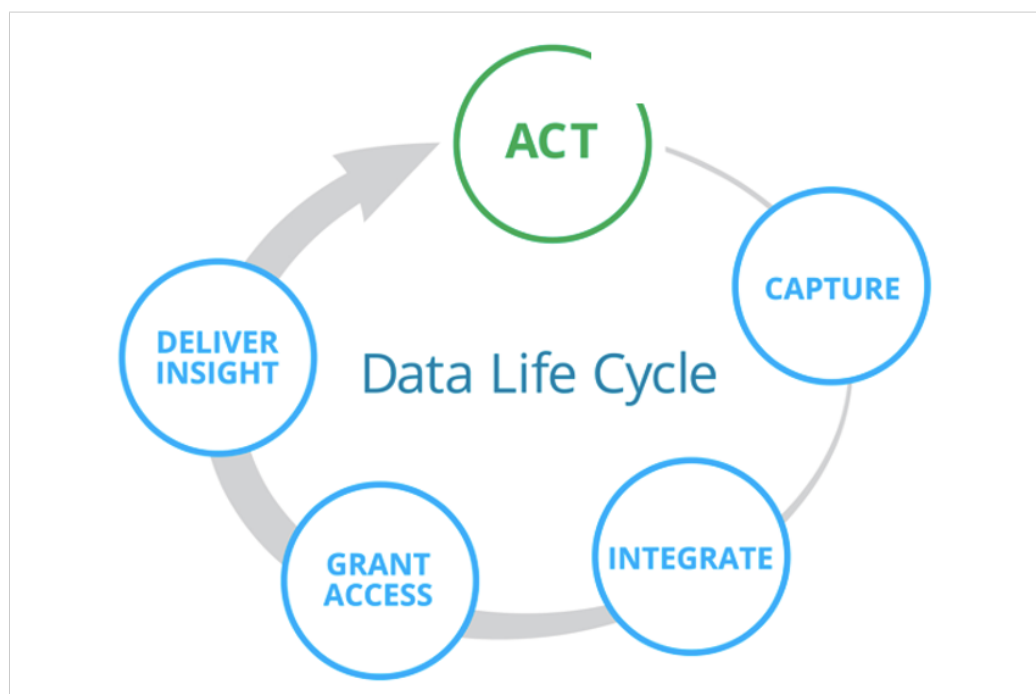 ACT
CAPTURE
DELIVER
INSIGHT
Data Life Cycle
INTEGRATE
GRANT
ACCESS